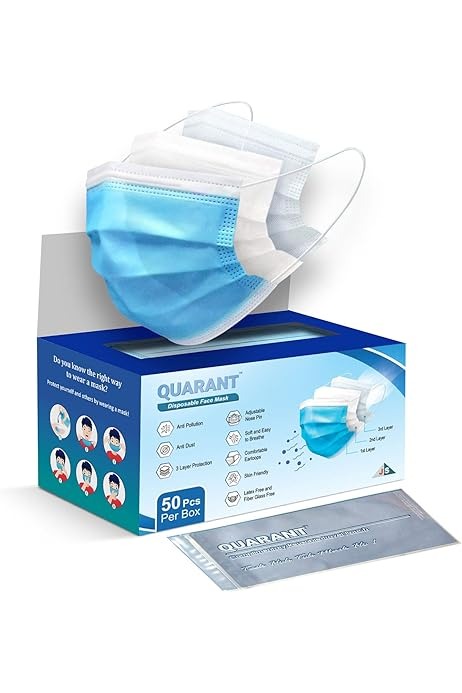 Do you know the right way
to wear a mask?
Protect yourself and others by wearing a mask!
QUARANT™
Disposable Face Mask
Anti Pollution
Anti Dust
3 Layer Protection
50 Pcs
Per Box
Adjustable
Nose Pin
Soft and Easy
to Breathe
Comfortable
Earloops
Skin Friendly
Latex Free and
Fiber Glass Free
3rd Layer
2nd Layer
1st Layer
QUARANT